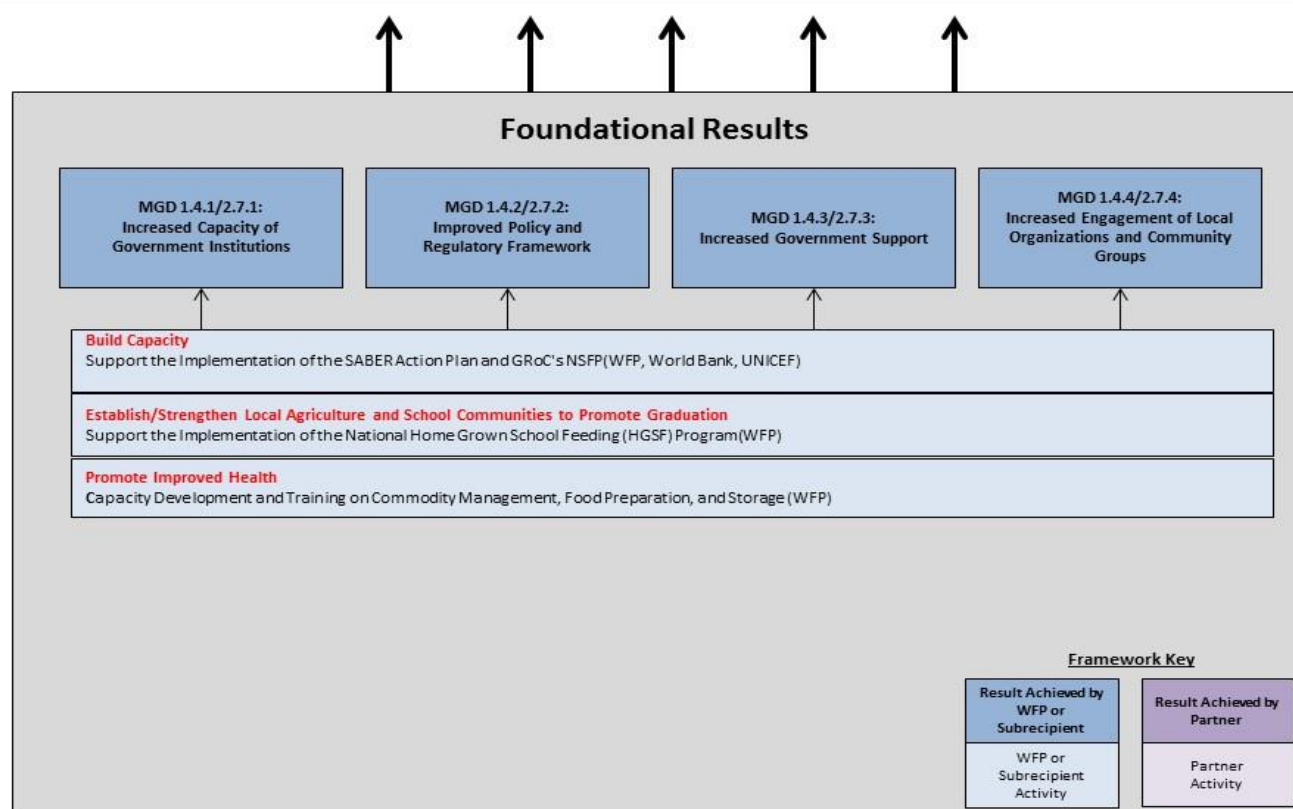 Foundational Results
MGD 1.4.1/2.7.1:
Increased Capacity of
Government Institutions
MGD 1.4.2/2.7.2:
Improved Policy and
Regulatory Framework
MGD 1.4.3/2.7.3:
Increased Government Support
MGD 1.4.4/2.7.4:
Increased Engagement of Local
Organizations and Community
Groups
Build Capacity
Support the Implementation of the SABER Action Plan and GRoC's NSFP(WFP, World Bank, UNICEF)
Establish/Strengthen Local Agriculture and School Communities to Promote Graduation
Support the Implementation of the National Home Grown School Feeding (HGSF) Program(WFP)
Promote Improved Health
Capacity Development and Training on Commodity Management, Food Preparation, and Storage (WFP)
Framework Key
Result Achieved by
WFP or
Subrecipient
WFP or
Subrecipient
Activity
Result Achieved by
Partner
Partner
Activity